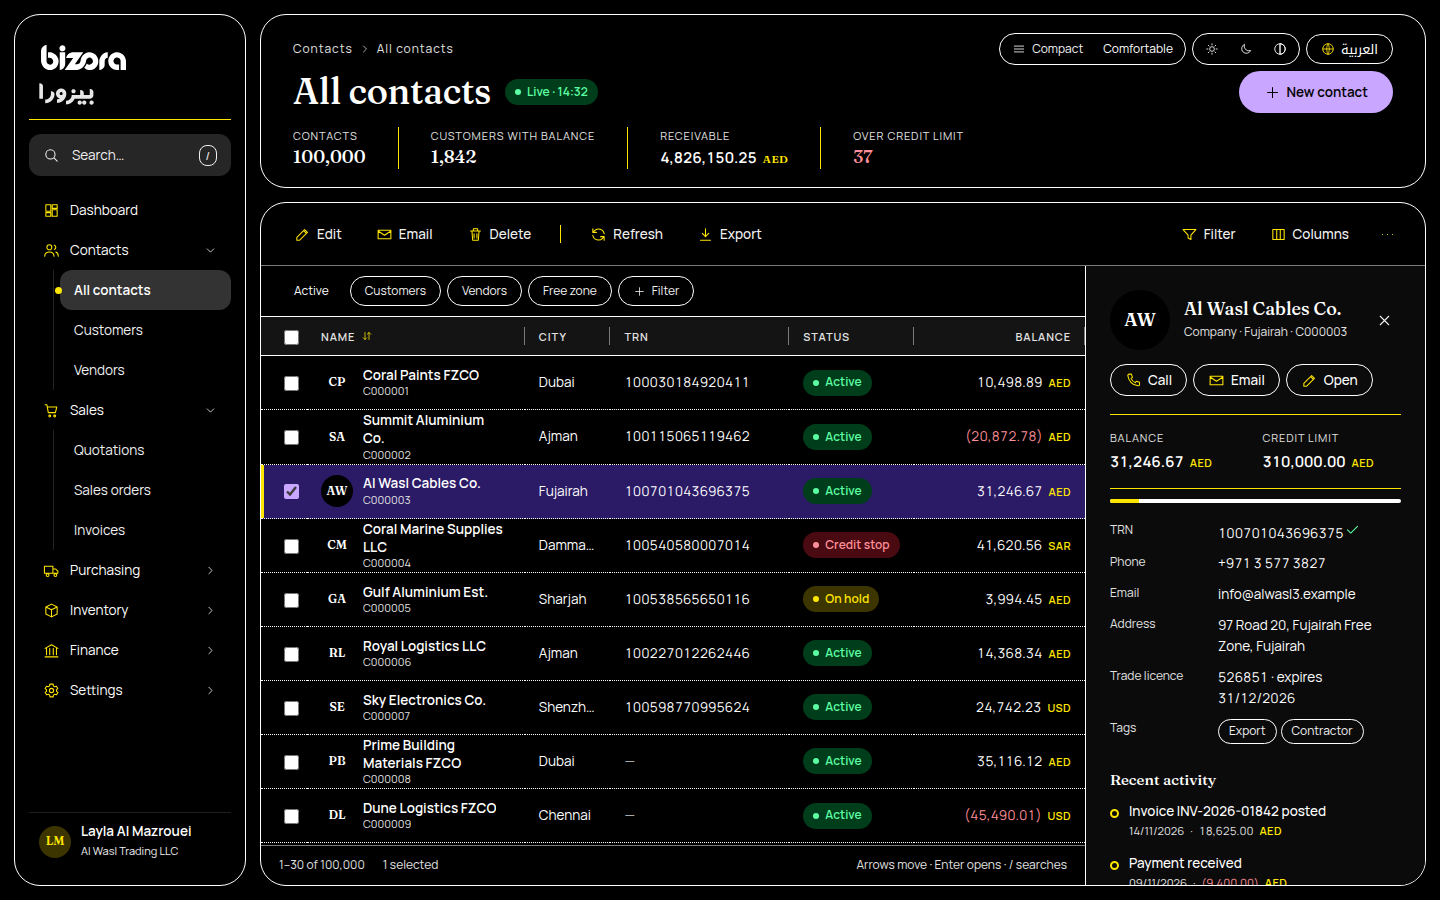 bizora
بيزورا
Search...
/
Dashboard
Contacts
All contacts
Customers
Vendors
Sales
Quotations
Sales orders
Invoices
Purchasing
Inventory
Finance
Settings
LM
Layla Al Mazrouei
Al Wasl Trading LLC
Contacts > All contacts
Compact Comfortable
العربية
All contacts
Live · 14:32
New contact
CONTACTS
100,000
CUSTOMERS WITH BALANCE
1,842
RECEIVABLE
4,826,150.25 AED
OVER CREDIT LIMIT
37
Edit Email Delete Refresh Export Filter Columns ...
Active Customers Vendors Free zone + Filter
NAME CITY TRN STATUS BALANCE
CP Coral Paints FZCO C000001 Dubai 100030184920411 Active 10,498.89 AED
SA Summit Aluminium Co. C000002 Ajman 100115065119462 Active (20,872.78) AED
AW Al Wasl Cables Co. C000003 Fujairah 100701043696375 Active 31,246.67 AED
CM Coral Marine Supplies LLC C000004 Damma... 100540580007014 Credit stop 41,620.56 SAR
GA Gulf Aluminium Est. C000005 Sharjah 100538565650116 On hold 3,994.45 AED
RL Royal Logistics LLC C000006 Ajman 100227012262446 Active 14,368.34 AED
SE Sky Electronics Co. C000007 Shenzh... 100598770995624 Active 24,742.23 USD
PB Prime Building Materials FZCO C000008 Dubai — Active 35,116.12 AED
DL Dune Logistics FZCO C000009 Chennai — Active (45,490.01) USD
1–30 of 100,000 1 selected
Arrows move · Enter opens · / searches
AW
Al Wasl Cables Co.
Company · Fujairah · C000003
Call Email Open
BALANCE
31,246.67 AED
CREDIT LIMIT
310,000.00 AED
TRN 100701043696375
Phone +971 3 577 3827
Email info@alwasl3.example
Address 97 Road 20, Fujairah Free
Zone, Fujairah
Trade licence 526851 · expires
31/12/2026
Tags Export Contractor
Recent activity
Invoice INV-2026-01842 posted
14/11/2026 · 18,625.00 AED
Payment received
09/11/2026 · (9,400.00) AED